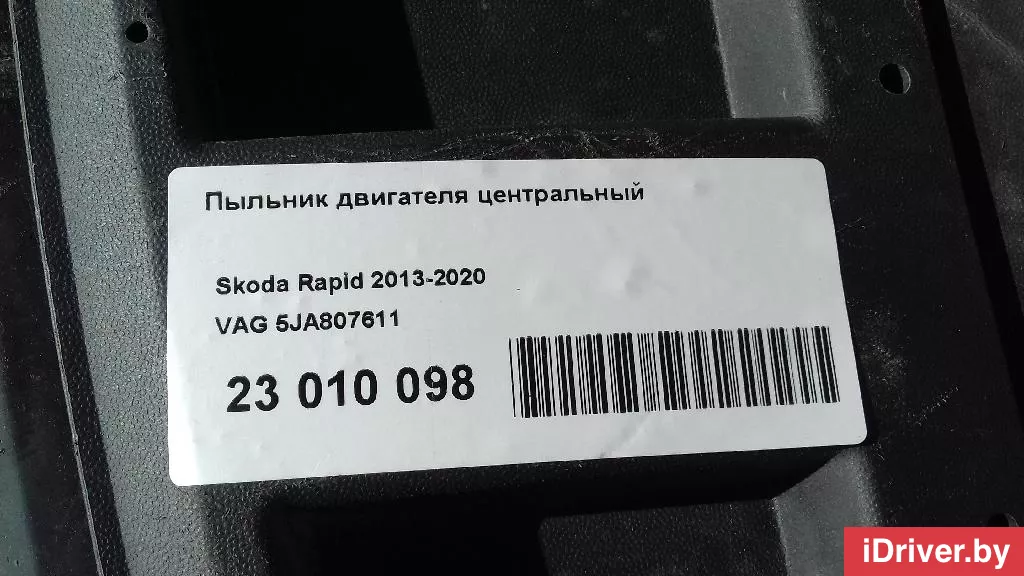 Пыльник двигателя центральный
Skoda Rapid 2013-2020
VAG 5JA807611
23 010 098
iDriver.by